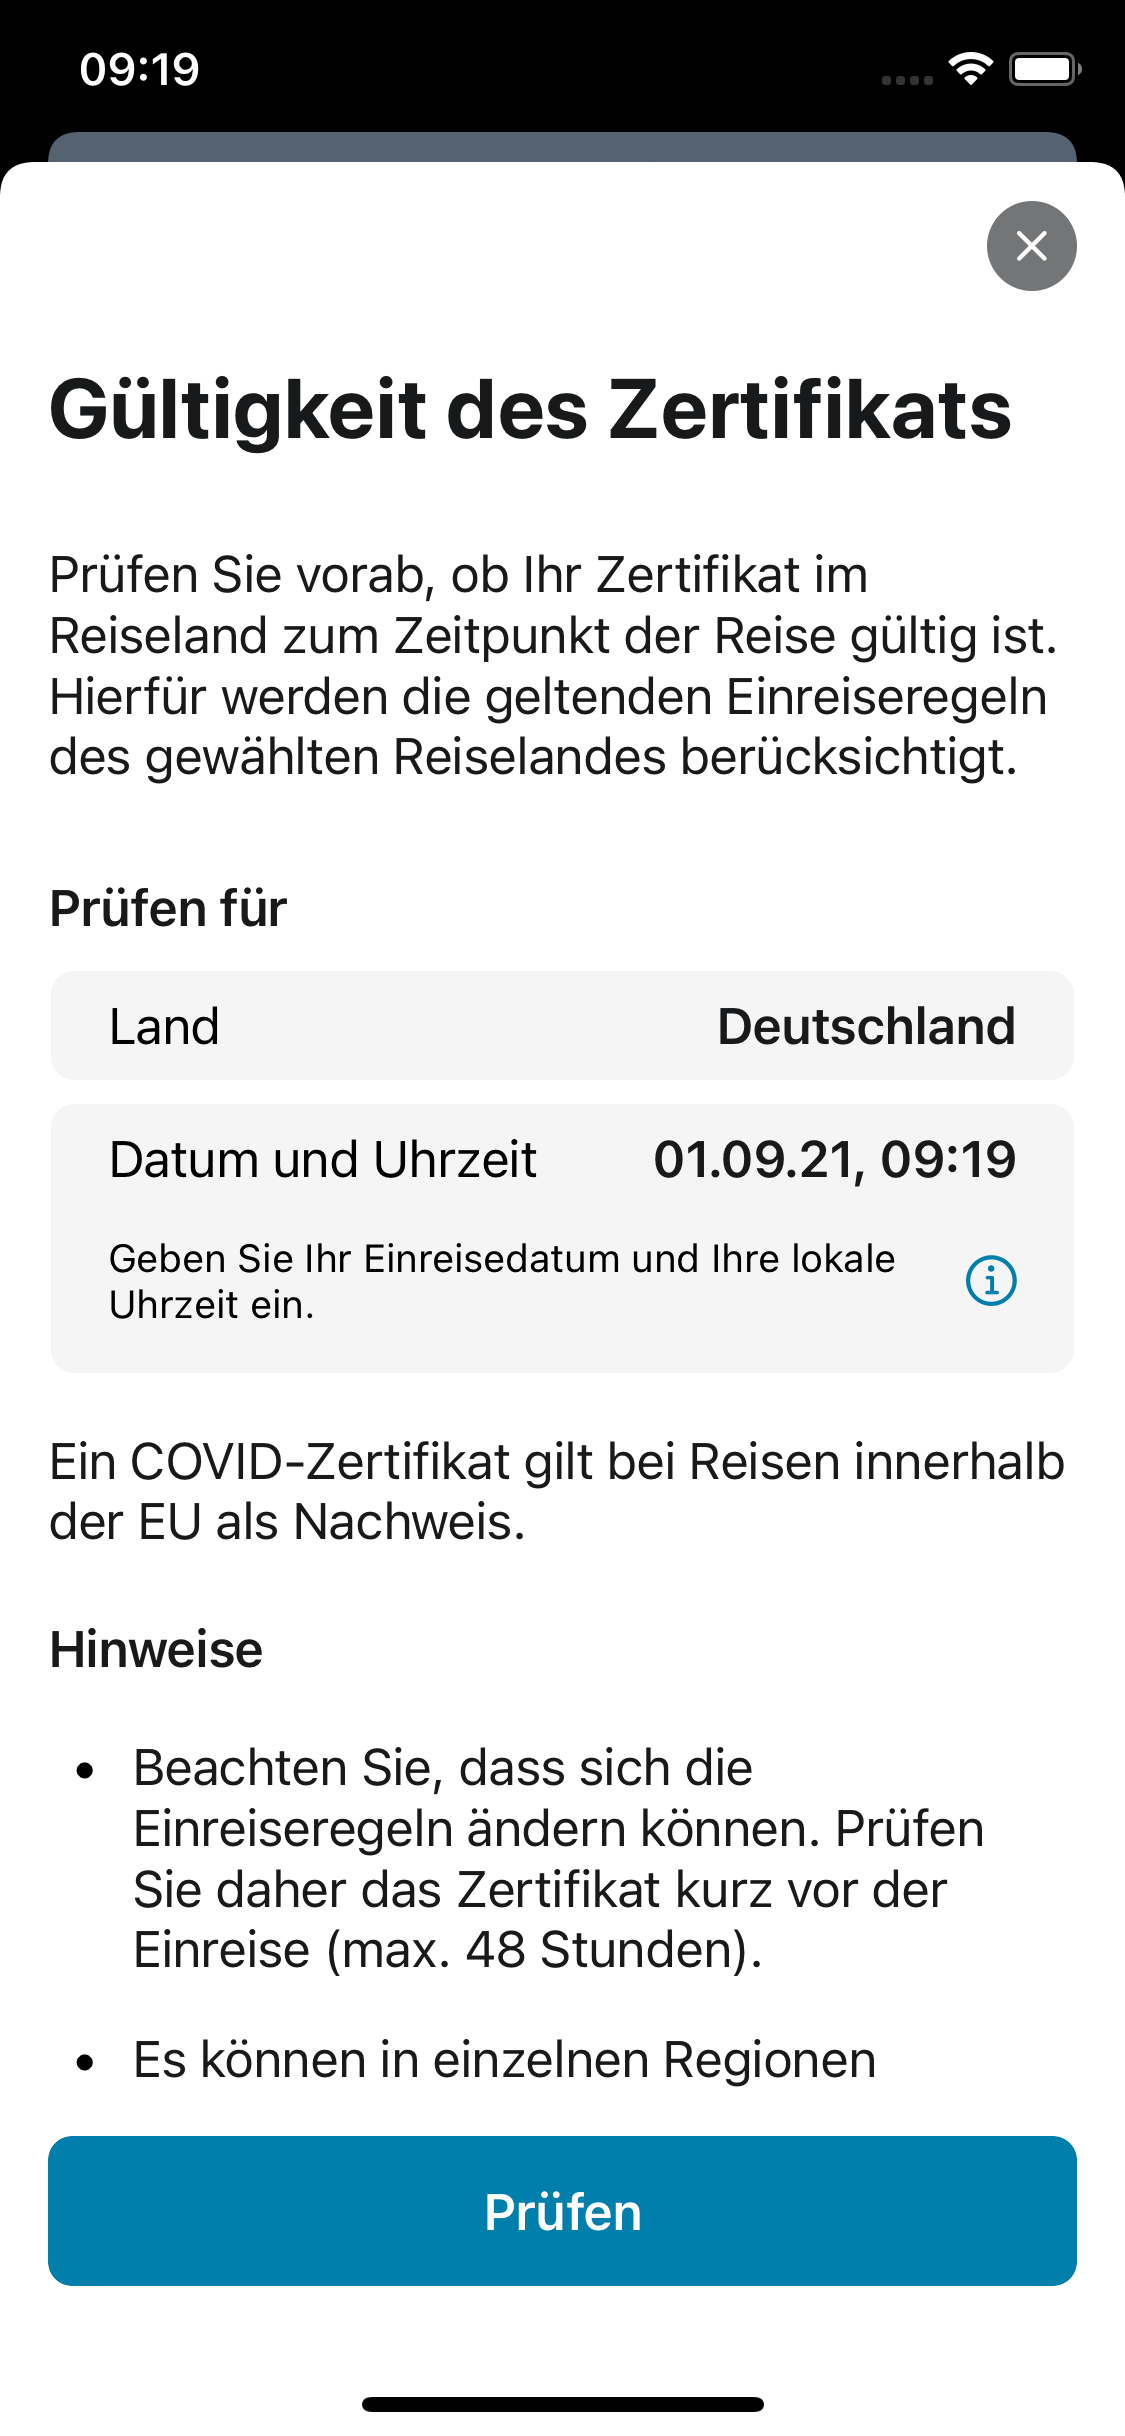 09:19
Gültigkeit des Zertifikats
Prüfen Sie vorab, ob Ihr Zertifikat im
Reiseland zum Zeitpunkt der Reise gültig ist.
Hierfür werden die geltenden Einreiseregeln
des gewählten Reiselandes berücksichtigt.
Prüfen für
Land Deutschland
Datum und Uhrzeit 01.09.21, 09:19
Geben Sie Ihr Einreisedatum und Ihre lokale
Uhrzeit ein.
Ein COVID-Zertifikat gilt bei Reisen innerhalb
der EU als Nachweis.
Hinweise
• Beachten Sie, dass sich die
Einreiseregeln ändern können. Prüfen
Sie daher das Zertifikat kurz vor der
Einreise (max. 48 Stunden).
• Es können in einzelnen Regionen
Prüfen